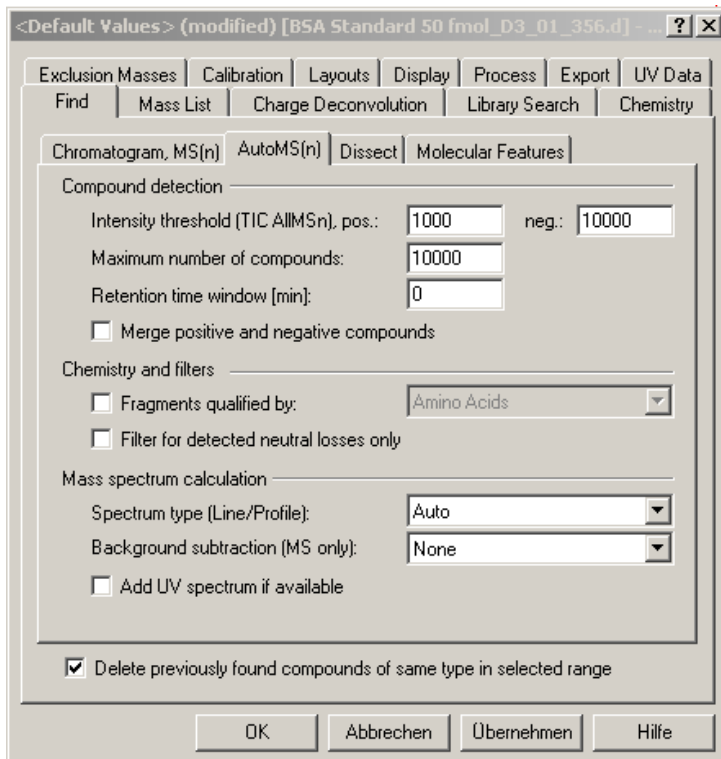 <Default Values> (modified) [BSA Standard 50 fmol_D3_01_356.d] - ...
Exclusion Masses Calibration Layouts Display Process Export UV Data
Find Mass List Charge Deconvolution Library Search Chemistry
Chromatogram, MS(n) AutoMS(n) Dissect Molecular Features
Compound detection
Intensity threshold (TIC AllMSn), pos.: 1000 neg.: 10000
Maximum number of compounds: 10000
Retention time window [min]: 0
Merge positive and negative compounds
Chemistry and filters
Fragments qualified by: Amino Acids
Filter for detected neutral losses only
Mass spectrum calculation
Spectrum type (Line/Profile): Auto
Background subtraction (MS only): None
Add UV spectrum if available
Delete previously found compounds of same type in selected range
OK Abbrechen Übernehmen Hilfe